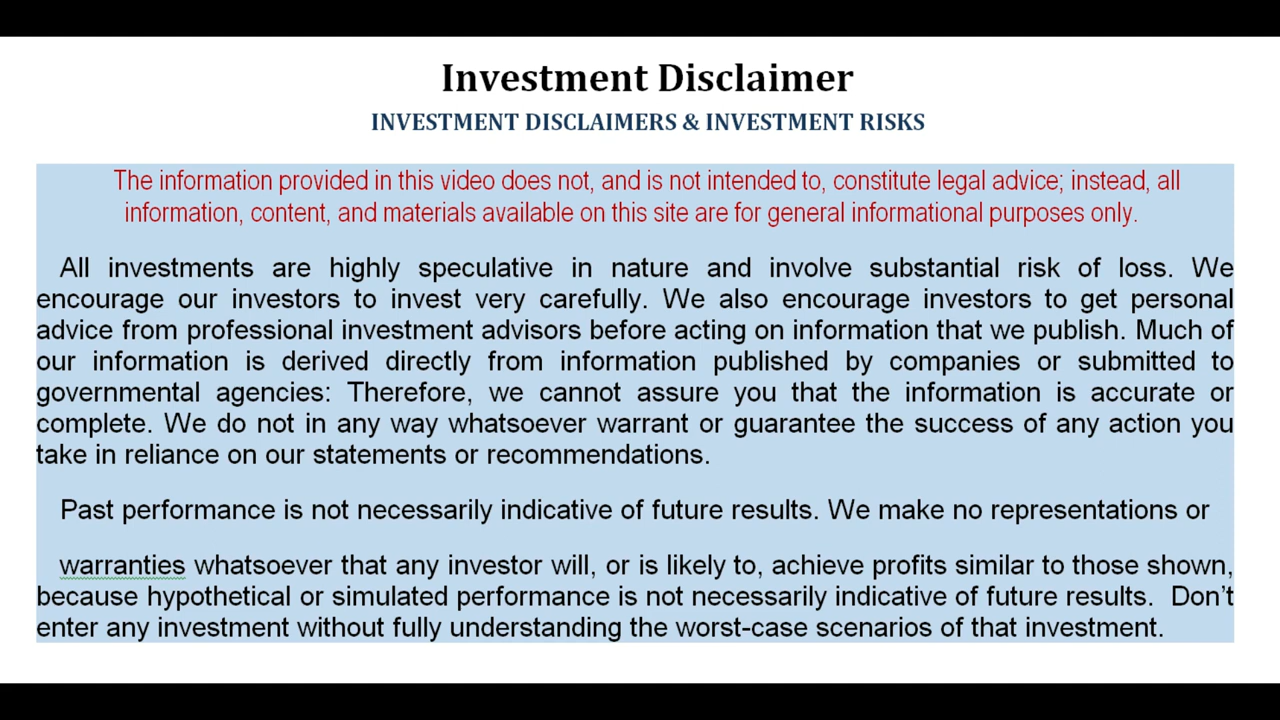 Investment Disclaimer
INVESTMENT DISCLAIMERS & INVESTMENT RISKS
The information provided in this video does not, and is not intended to, constitute legal advice; instead, all
information, content, and materials available on this site are for general informational purposes only.
All investments are highly speculative in nature and involve substantial risk of loss. We
encourage our investors to invest very carefully. We also encourage investors to get personal
advice from professional investment advisors before acting on information that we publish. Much of
our information is derived directly from information published by companies or submitted to
governmental agencies: Therefore, we cannot assure you that the information is accurate or
complete. We do not in any way whatsoever warrant or guarantee the success of any action you
take in reliance on our statements or recommendations.
Past performance is not necessarily indicative of future results. We make no representations or
warranties whatsoever that any investor will, or is likely to, achieve profits similar to those shown,
because hypothetical or simulated performance is not necessarily indicative of future results.  Don’t
enter any investment without fully understanding the worst-case scenarios of that investment.